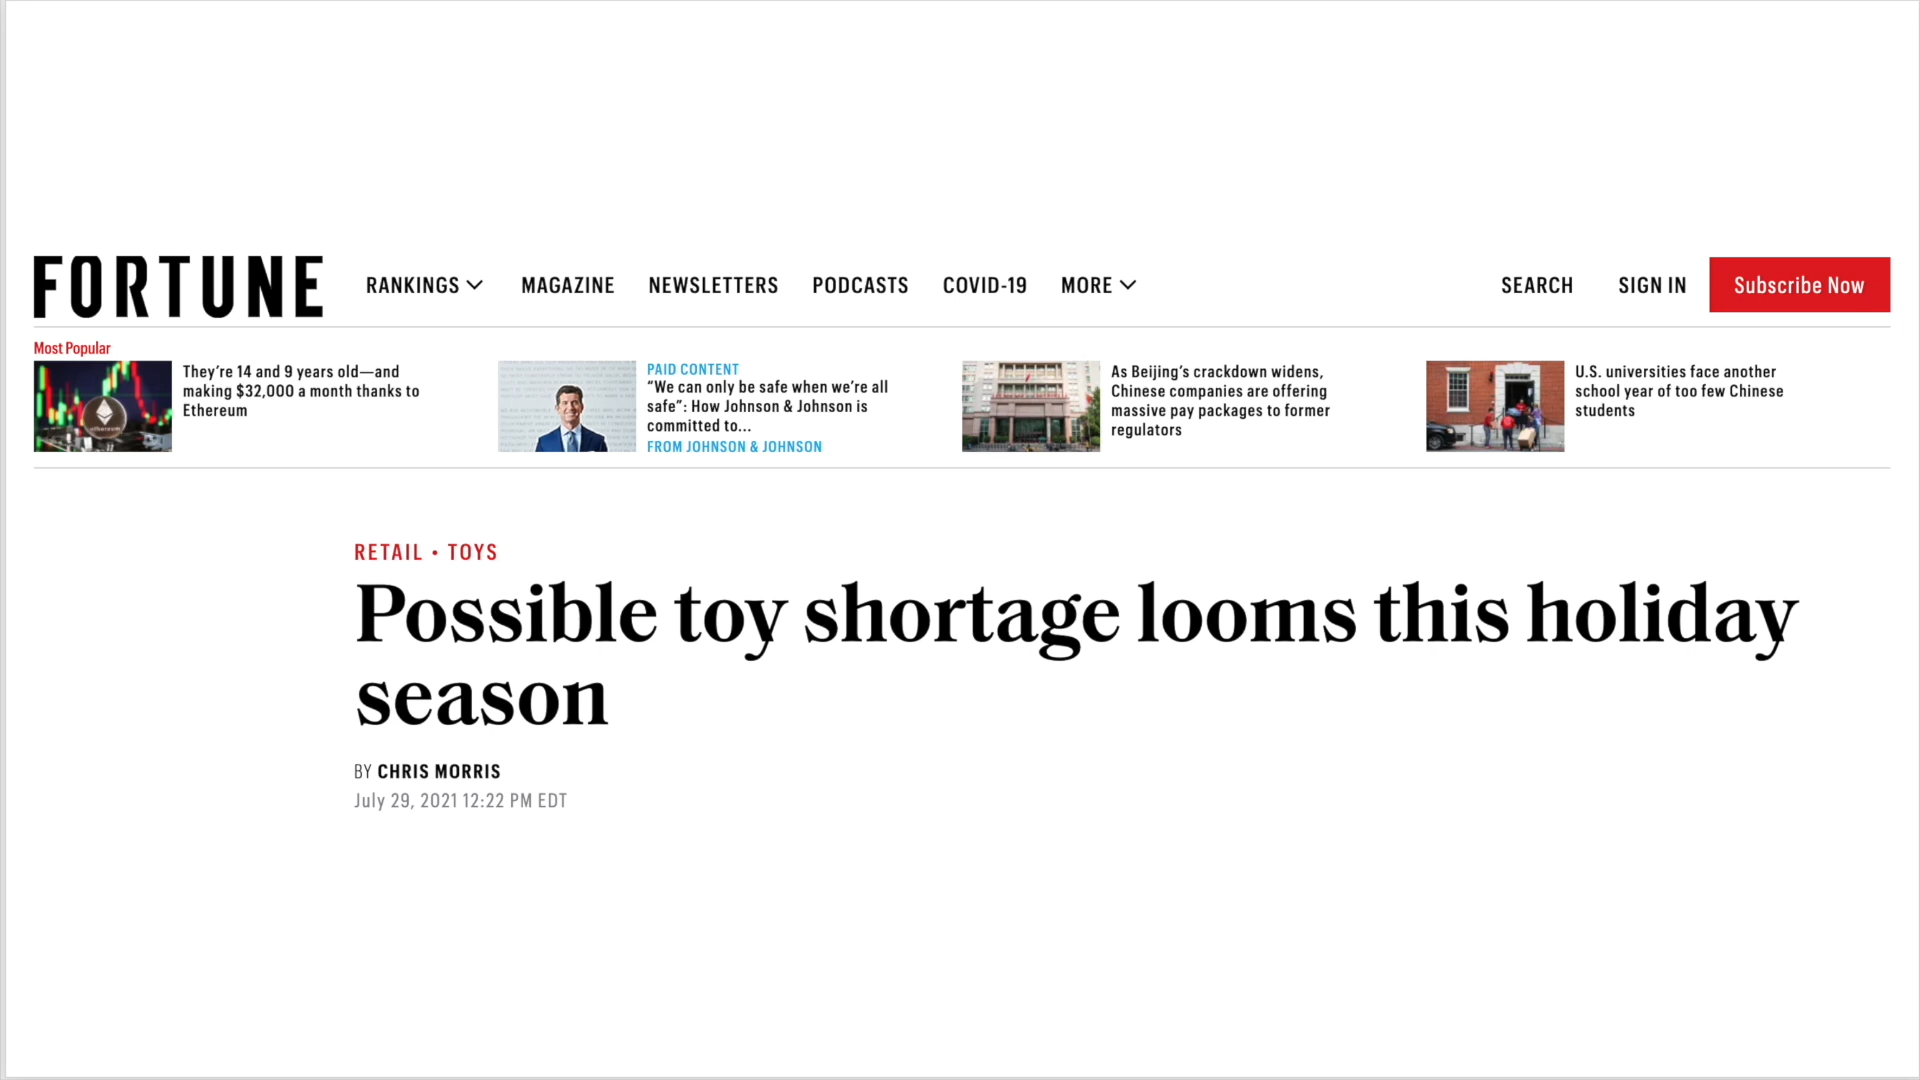 FORTUNE
RANKINGS
MAGAZINE
NEWSLETTERS
PODCASTS
COVID-19
MORE
SEARCH
SIGN IN
Subscribe Now
Most Popular
They’re 14 and 9 years old—and
making $32,000 a month thanks to
Ethereum
PAID CONTENT
“We can only be safe when we’re all
safe”: How Johnson & Johnson is
committed to...
FROM JOHNSON & JOHNSON
As Beijing’s crackdown widens,
Chinese companies are offering
massive pay packages to former
regulators
U.S. universities face another
school year of too few Chinese
students
RETAIL • TOYS
Possible toy shortage looms this holiday
season
BY CHRIS MORRIS
July 29, 2021 12:22 PM EDT